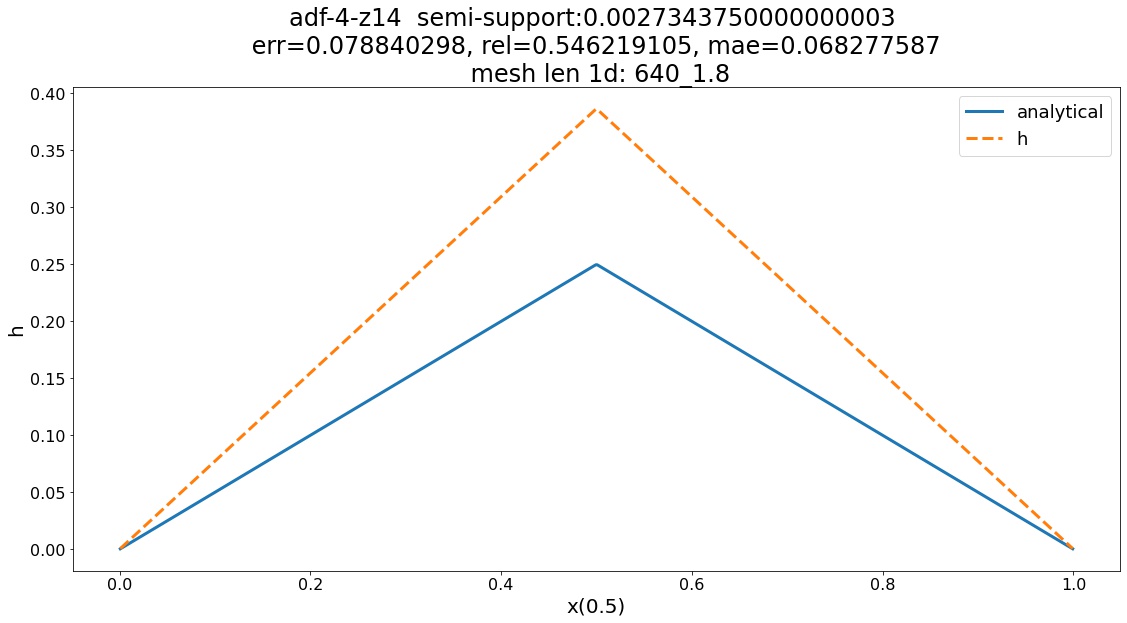 adf-4-z14  semi-support:0.0027343750000000003
err=0.078840298, rel=0.546219105, mae=0.068277587
mesh len 1d: 640_1.8
analytical
h
0.40
0.35
0.30
0.25
0.20
0.15
0.10
0.05
0.00
h
0.0 0.2 0.4 0.6 0.8 1.0
x(0.5)